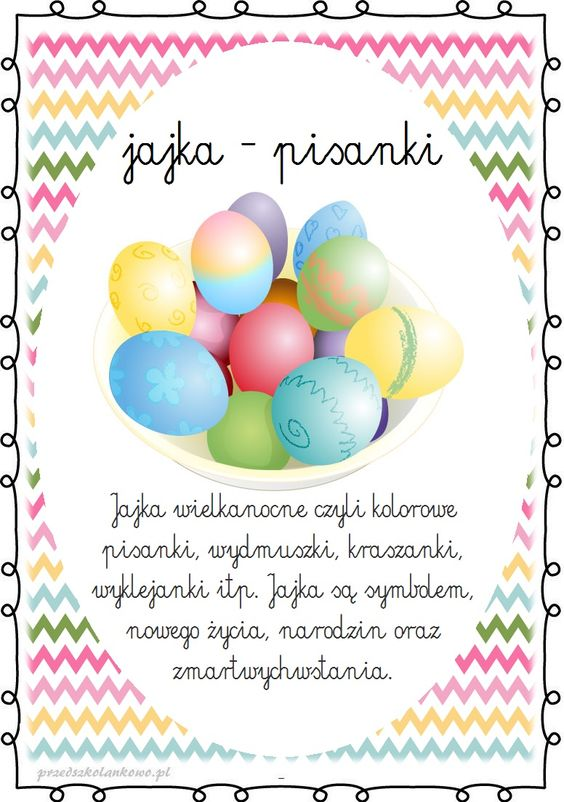 jajka - pisanki
Jajka wielkanocne czyli kolorowe
pisanki, wydmuszki, kraszanki,
wyklejanki itp. Jajka są symbolem,
nowego życia, narodzin oraz
zmartwychwstania.
przedszkolankowo.pl